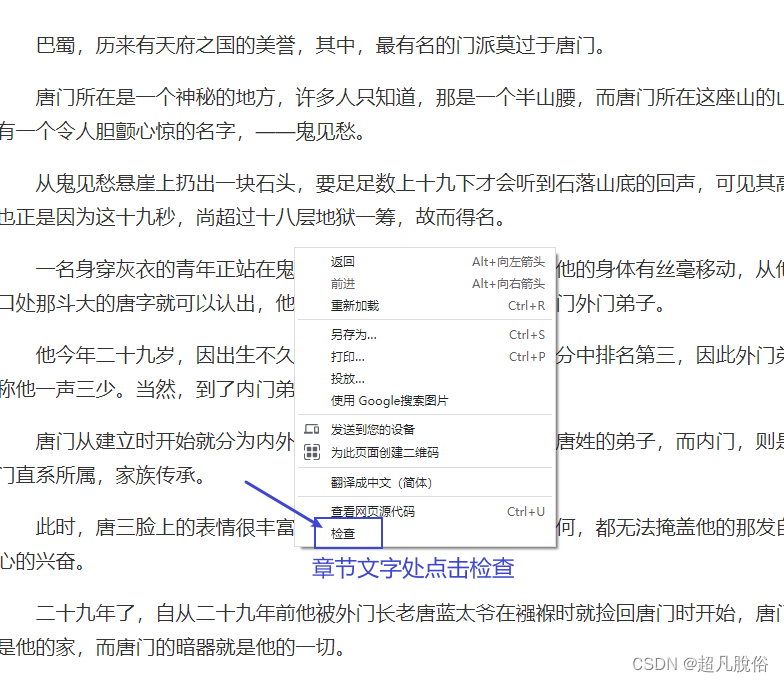 巴蜀，历来有天府之国的美誉，其中，最有名的门派莫过于唐门。
唐门所在是一个神秘的地方，许多人只知道，那是一个半山腰，而唐门所在这座山的山
有一个令人胆颤心惊的名字，——鬼见愁。
从鬼见愁悬崖上扔出一块石头，要足足数上十九下才会听到石落山底的回声，可见其高
也正是因为这十九秒，尚超过十八层地狱一筹，故而得名。
一名身穿灰衣的青年正站在鬼
他的身体有丝毫移动，从他
口处那斗大的唐字就可以认出，他
门外门弟子。
他今年二十九岁，因出生不久
分中排名第三，因此外门弟
称他一声三少。当然，到了内门弟
唐门从建立时开始就分为内外
唐姓的弟子，而内门，则是
门直系所属，家族传承。
此时，唐三脸上的表情很丰富
何，都无法掩盖他的那发自
心的兴奋。
二十九年了，自从二十九年前他被外门长老唐蓝太爷在襁褓时就捡回唐门时开始，唐门
是他的家，而唐门的暗器就是他的一切。
返回 Alt+向左箭头
前进 Alt+向右箭头
重新加载 Ctrl+R
另存为... Ctrl+S
打印... Ctrl+P
投放...
使用 Google搜索图片
发送到您的设备
为此页面创建二维码
翻译成中文（简体）
查看网页源代码 Ctrl+U
检查
章节文字处点击检查
CSDN @超凡脫俗